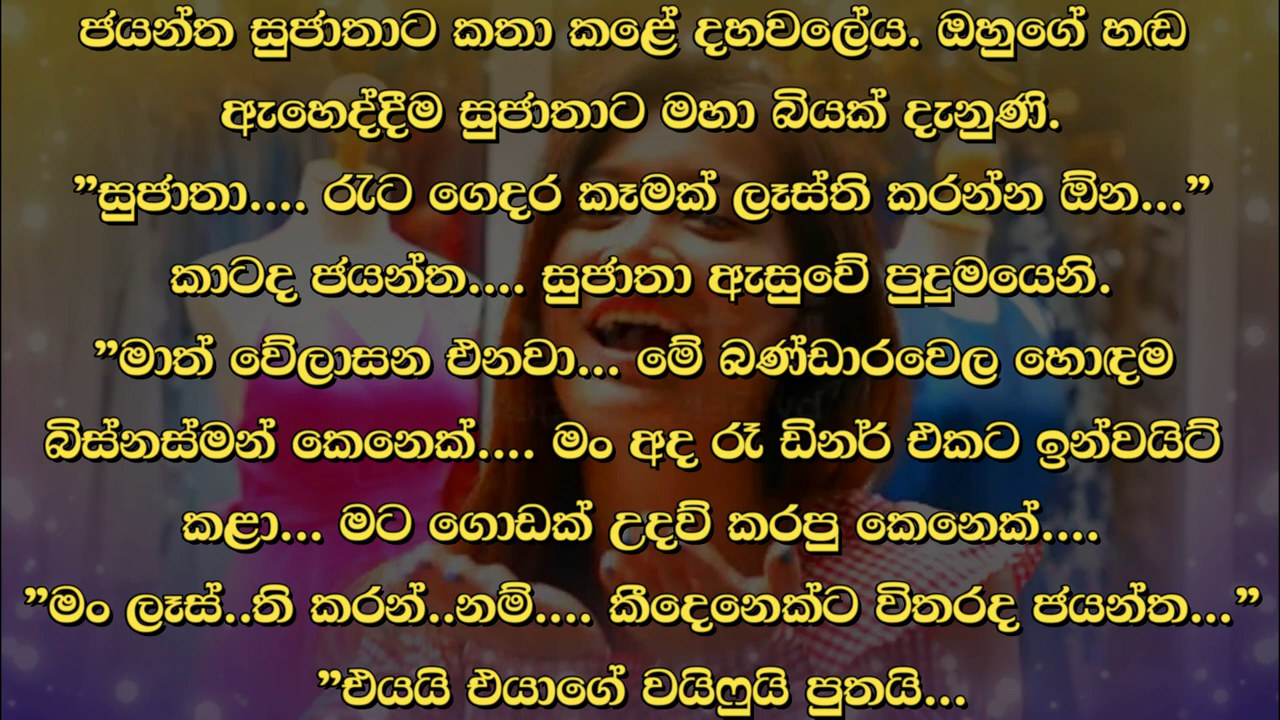 ජයන්ත සුජාතාට කතා කළේ දහවලේය. ඔහුගේ හඬ
ඇහෙද්දීම සුජාතාට මහා බියක් දැනුණි.
”සුජාතා.... රැට ගෙදර කෑමක් ලෑස්ති කරන්න ඕන...”
කාටද ජයන්ත.... සුජාතා ඇසුවේ පුදුමයෙනි.
”මාත් වේලාසන එනවා... මේ බණ්ඩාරවෙල හොඳම
බිස්නස්මන් කෙනෙක්.... මං අද රෑ ඩිනර් එකට ඉන්වයිට්
කළා... මට ගොඩක් උදව් කරපු කෙනෙක්....
”මං ලෑස්..ති කරන්..නම්.... කීදෙනෙක්ට විතරද ජයන්ත...”
”එයයි එයාගේ වයිෆුයි පුතයි...